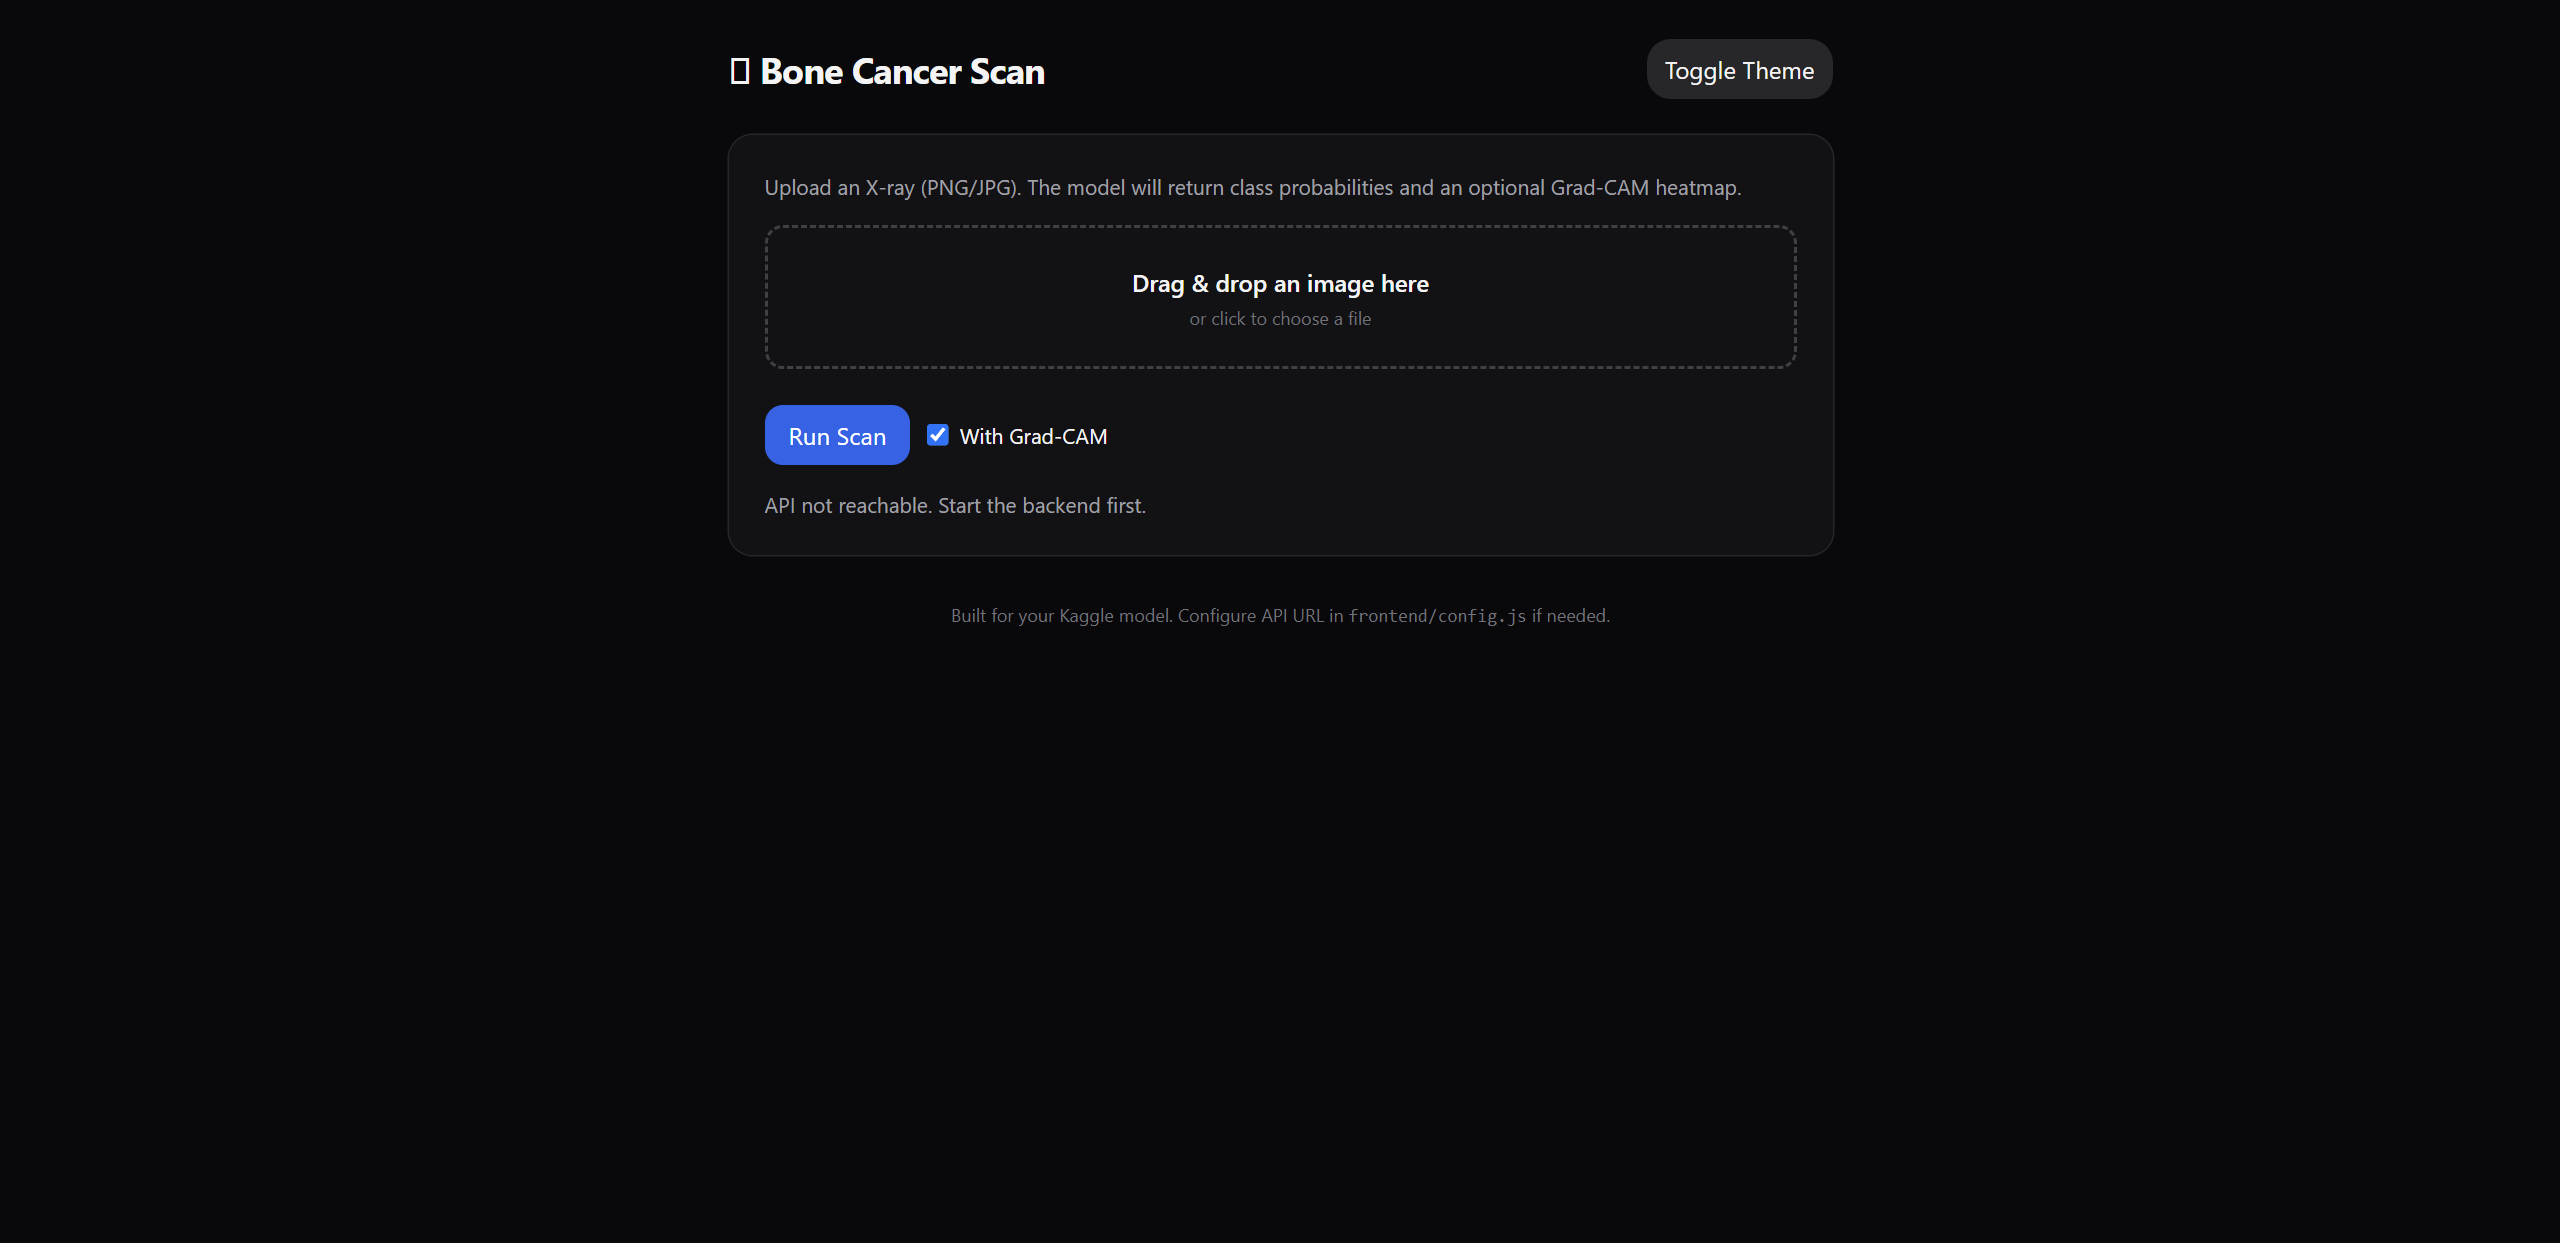 Bone Cancer Scan
Toggle Theme
Upload an X-ray (PNG/JPG). The model will return class probabilities and an optional Grad-CAM heatmap.
Drag & drop an image here
or click to choose a file
Run Scan
With Grad-CAM
API not reachable. Start the backend first.
Built for your Kaggle model. Configure API URL in frontend/config.js if needed.